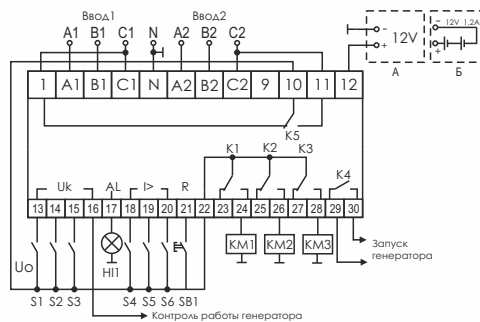 Ввод1 Ввод2
A1 B1 C1 N A2 B2 C2
− 12V +
− 12V 1,2A +
А Б
1 A1 B1 C1 N A2 B2 C2 9 10 11 12
K5
K1 K2 K3
Uk AL I> R K4
13 14 15 16 17 18 19 20 21 22 23 24 25 26 27 28 29 30
Uo HI1 KM1 KM2 KM3
Запуск
генератора
S1 S2 S3 S4 S5 S6 SB1
Контроль работы генератора